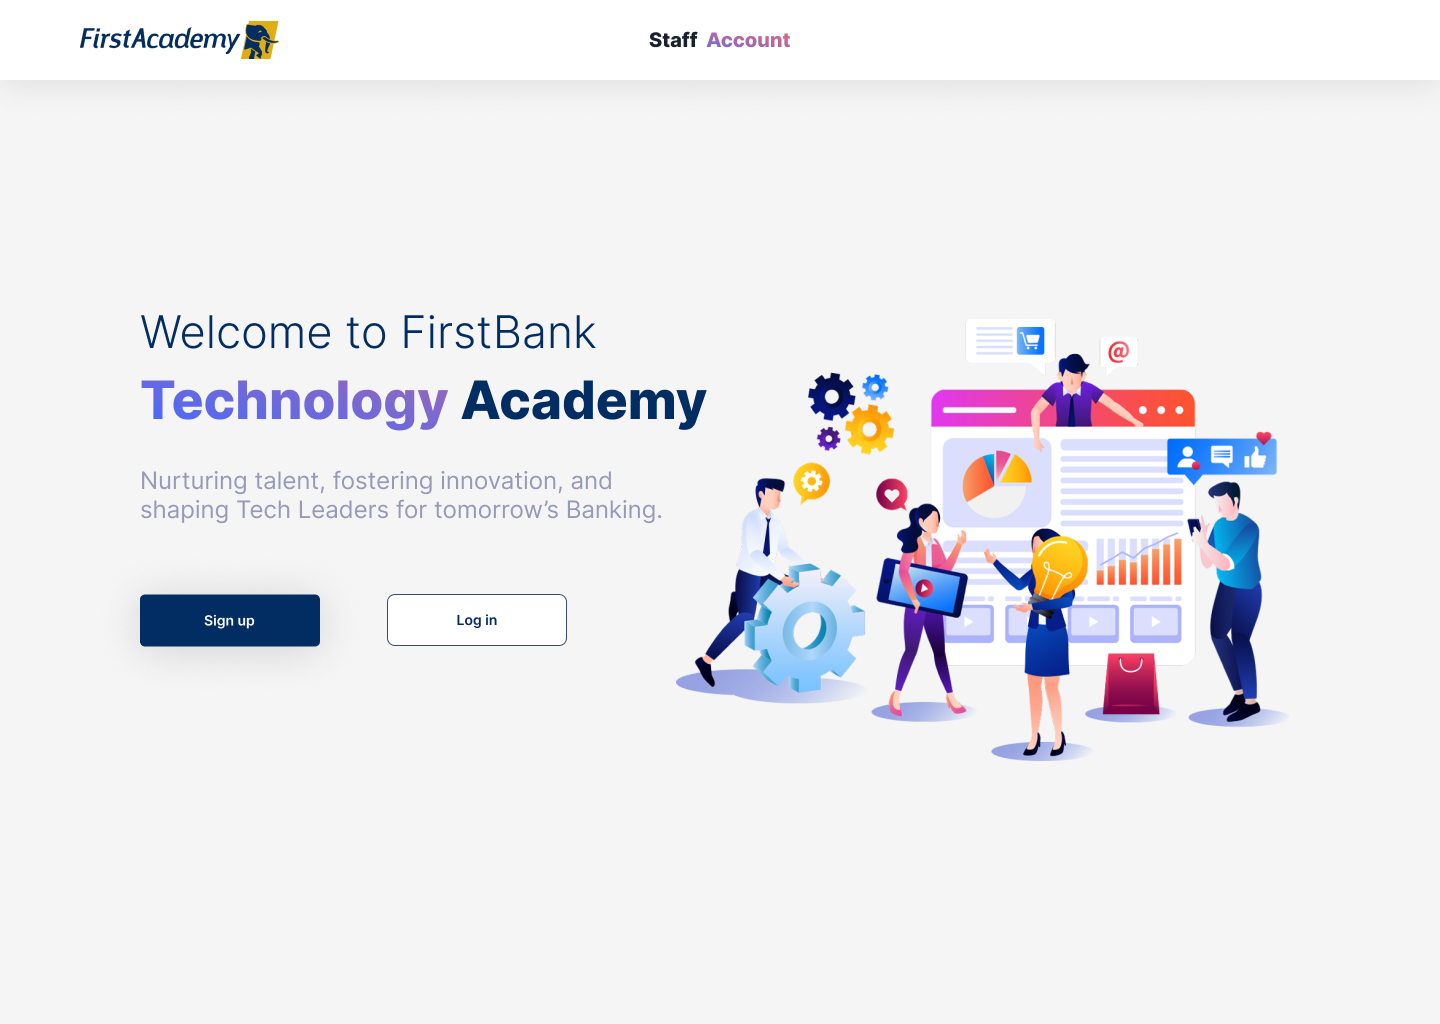 FirstAcademy
Staff Account
Welcome to FirstBank
Technology Academy
Nurturing talent, fostering innovation, and
shaping Tech Leaders for tomorrow’s Banking.
Sign up
Log in
@